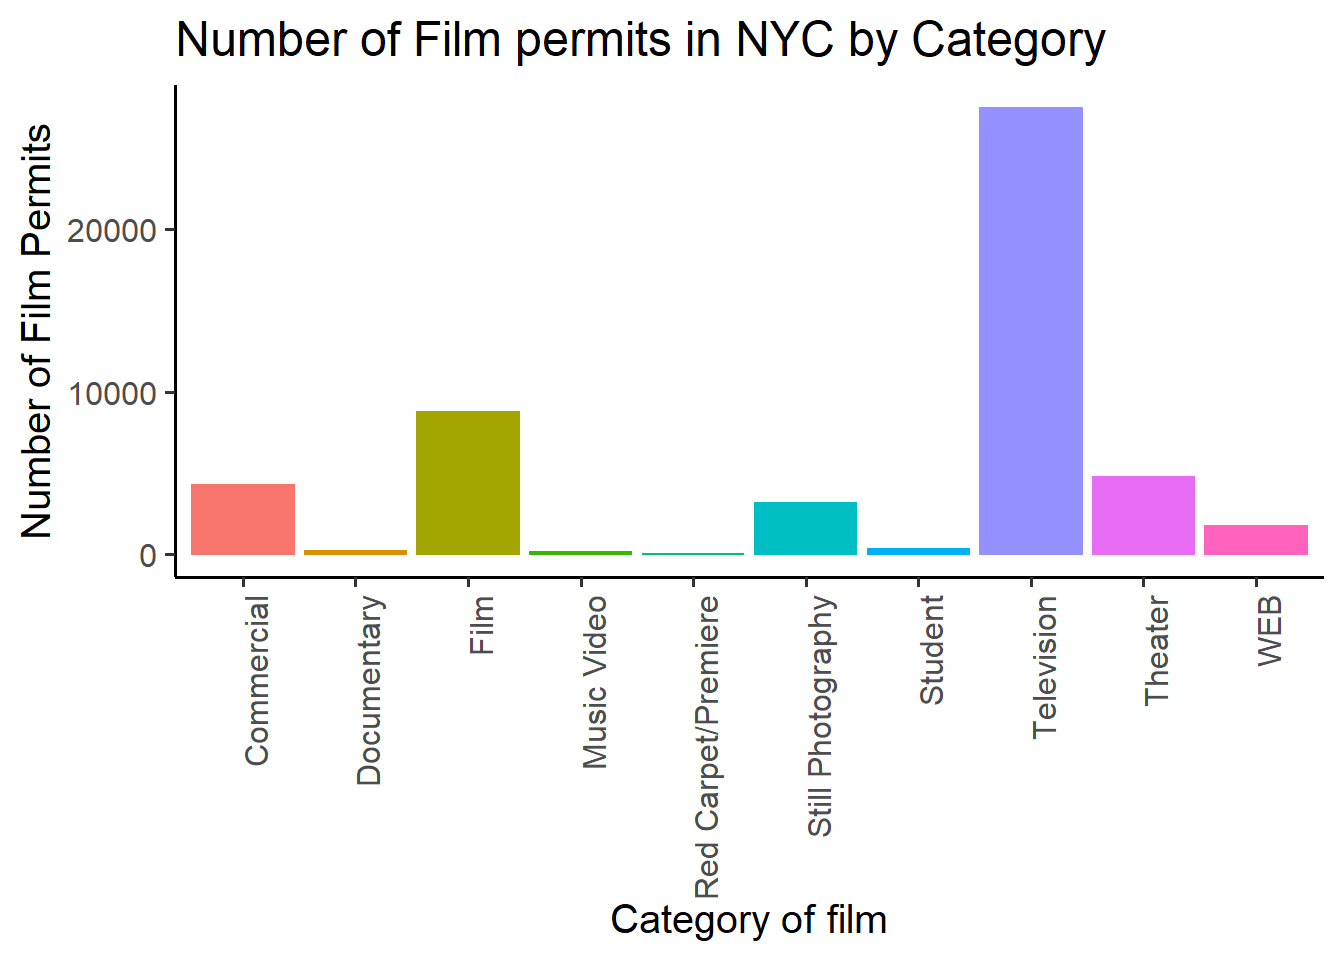 Number of Film permits in NYC by Category
Number of Film Permits
20000
10000
0
Commercial
Documentary
Film
Music Video
Red Carpet/Premiere
Still Photography
Student
Television
Theater
WEB
Category of film